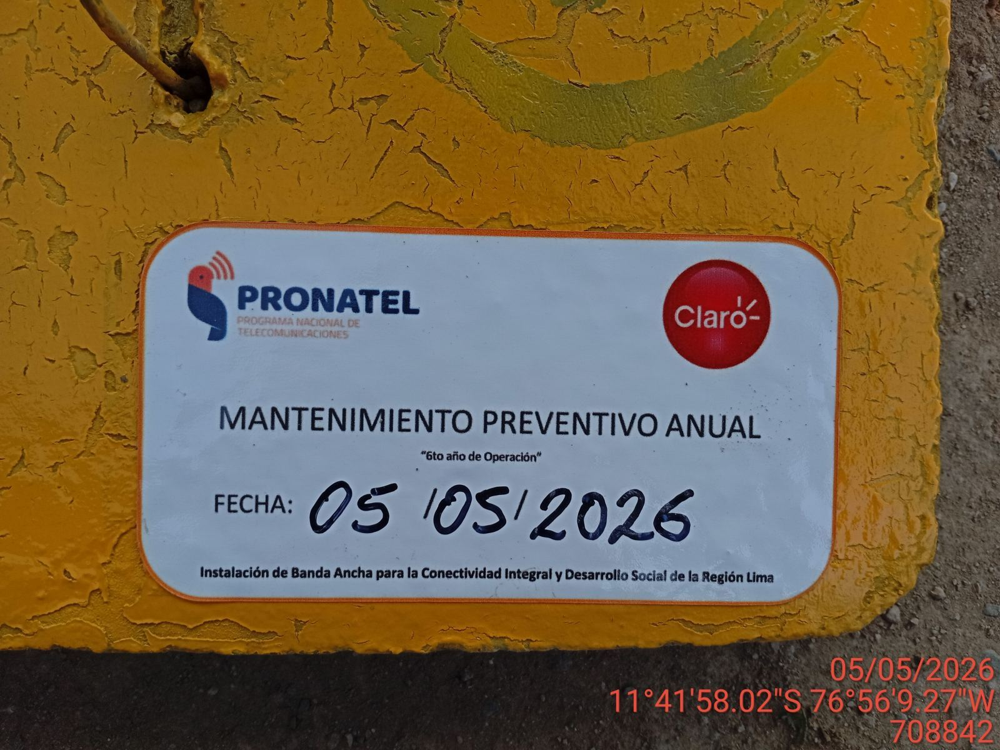 PRONATEL
PROGRAMA NACIONAL DE
TELECOMUNICACIONES
Claro
MANTENIMIENTO PREVENTIVO ANUAL
"6to año de Operación"
FECHA: 05 /05/ 2026
Instalación de Banda Ancha para la Conectividad Integral y Desarrollo Social de la Región Lima
05/05/2026
11°41'58.02"S 76°56'9.27"W
708842